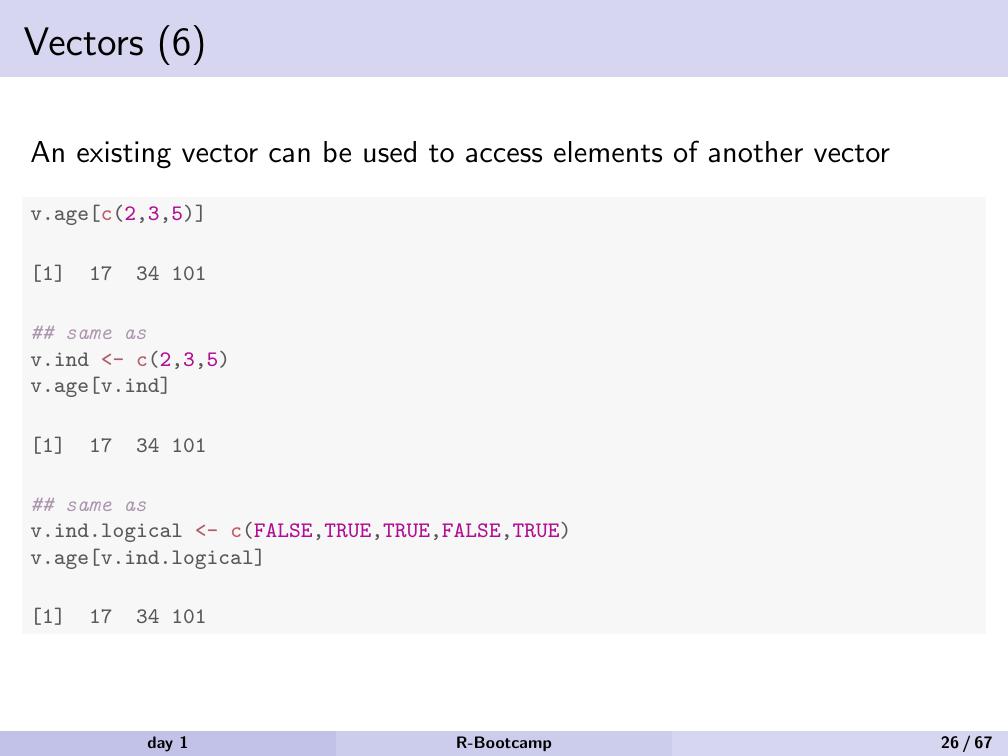 Vectors (6)
An existing vector can be used to access elements of another vector
v.age[c(2,3,5)]
[1]  17  34 101
## same as
v.ind <- c(2,3,5)
v.age[v.ind]
[1]  17  34 101
## same as
v.ind.logical <- c(FALSE,TRUE,TRUE,FALSE,TRUE)
v.age[v.ind.logical]
[1]  17  34 101
day 1 R-Bootcamp 26 / 67